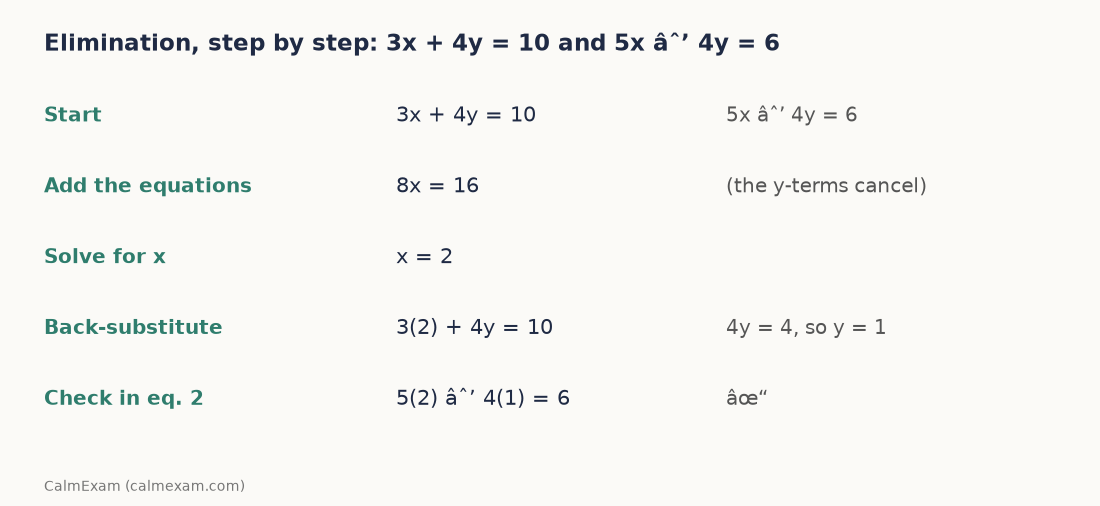 Elimination, step by step: 3x + 4y = 10 and 5x âˆ’ 4y = 6
Start 3x + 4y = 10 5x âˆ’ 4y = 6
Add the equations 8x = 16 (the y-terms cancel)
Solve for x x = 2
Back-substitute 3(2) + 4y = 10 4y = 4, so y = 1
Check in eq. 2 5(2) âˆ’ 4(1) = 6 âœ“
CalmExam (calmexam.com)